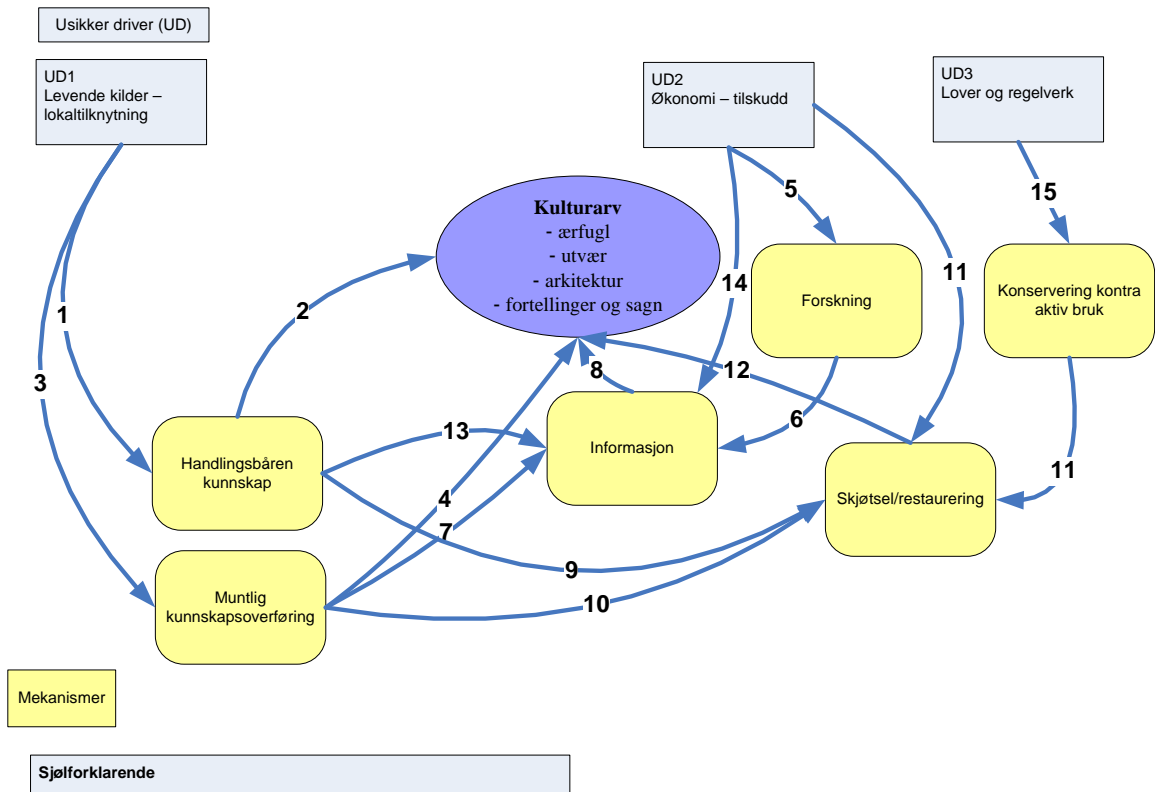 Usikker driver (UD)
UD1
Levende kilder –
lokaltilknytning
UD2
Økonomi – tilskudd
UD3
Lover og regelverk
Kulturarv
- ærfugl
- utvær
- arkitektur
- fortellinger og sagn
5
15
1
2
14
11
Forskning
Konservering kontra
aktiv bruk
3
8
12
6
13
Handlingsbåren
kunnskap
Informasjon
Skjøtsel/restaurering
11
4
7
9
10
Muntlig
kunnskapsoverføring
Mekanismer
Sjølforklarende